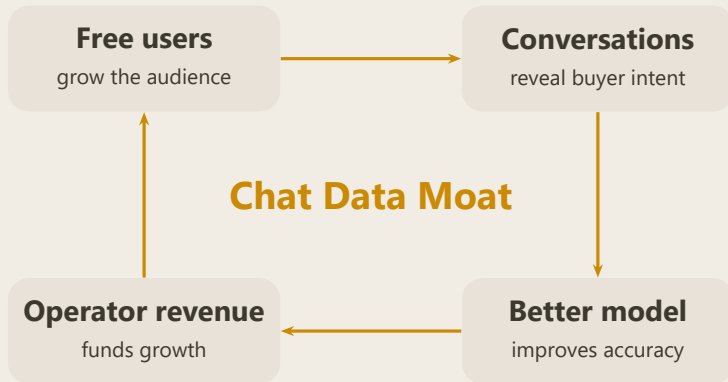 Free users
grow the audience
Conversations
reveal buyer intent
Chat Data Moat
Operator revenue
funds growth
Better model
improves accuracy